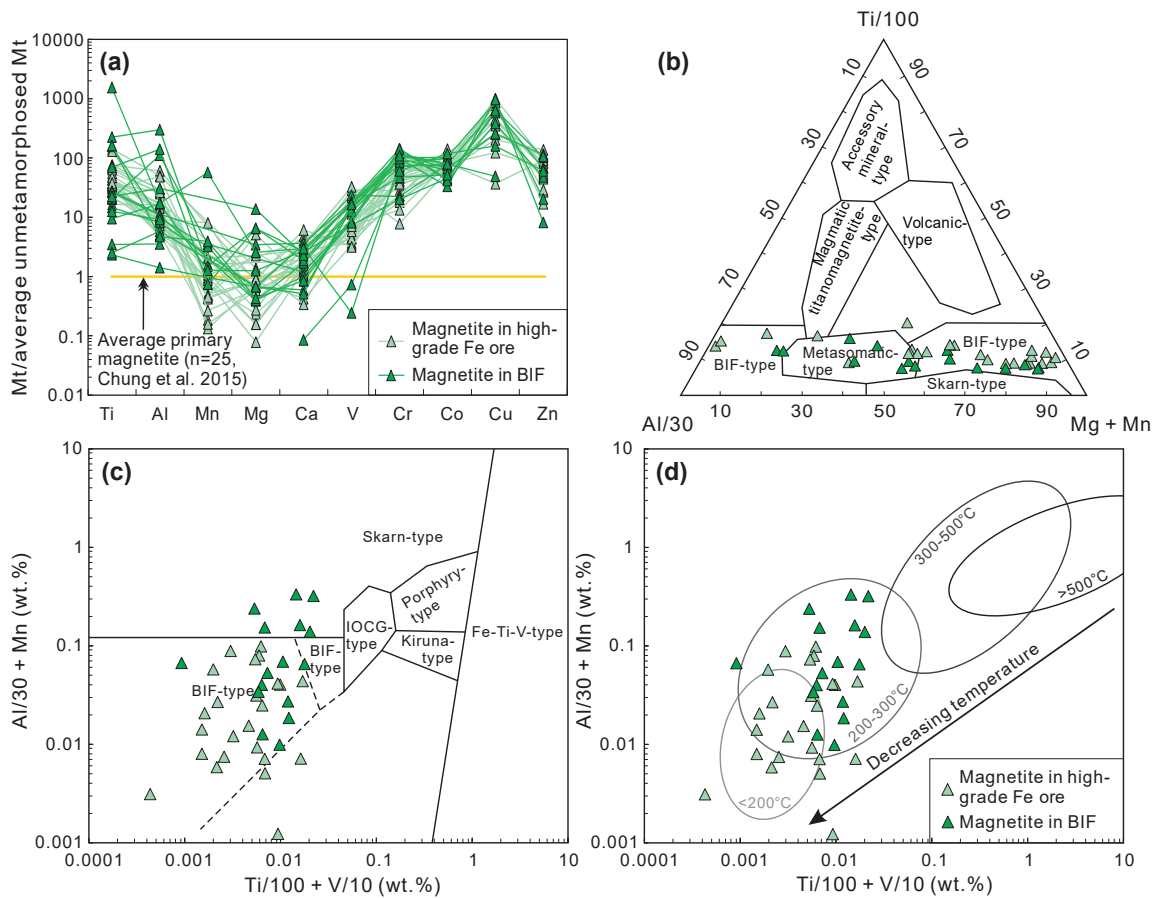 (a)
Mt/average unmetamorphosed Mt
10000
1000
100
10
1
0.1
0.01
Average primary
magnetite (n=25,
Chung et al. 2015)
Magnetite in high-
grade Fe ore
Magnetite in BIF
Ti Al Mn Mg Ca V Cr Co Cu Zn
(b)
Ti/100
10 90
30 70
50 50
70 30
90 10
Accessory
mineral-
type
Magmatic
titanomagnetite-
type
Volcanic-
type
BIF-type
Metasomatic-
type
BIF-type
Skarn-type
10 30 50 70 90
Al/30
Mg + Mn
(c)
Al/30 + Mn (wt.%)
10
1
0.1
0.01
0.001
Skarn-type
Porphyry-
type
IOCG-
type
Kiruna-
type
Fe-Ti-V-type
BIF-
type
BIF-type
0.0001 0.001 0.01 0.1 1 10
Ti/100 + V/10 (wt.%)
(d)
Al/30 + Mn (wt.%)
10
1
0.1
0.01
0.001
300-500°C
>500°C
200-300°C
<200°C
Decreasing temperature
Magnetite in high-
grade Fe ore
Magnetite in BIF
0.0001 0.001 0.01 0.1 1 10
Ti/100 + V/10 (wt.%)